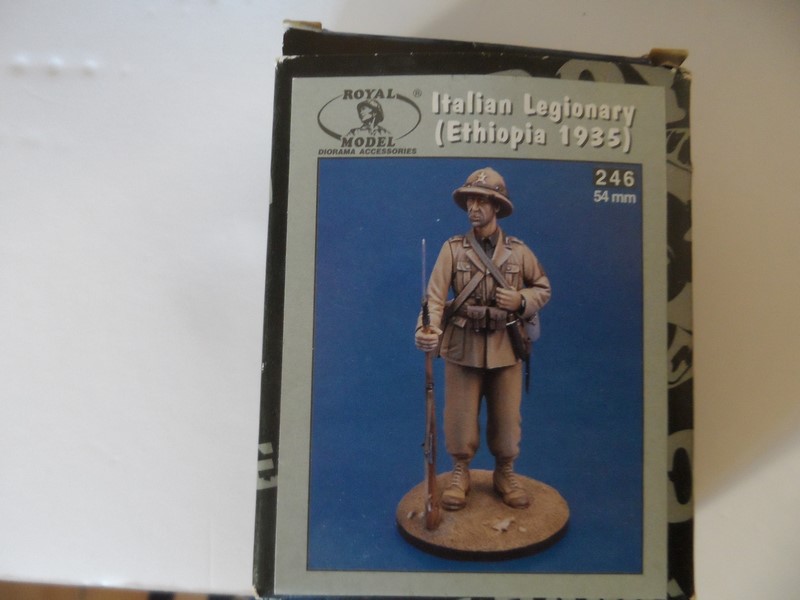 ROYAL ®
MODEL
DIORAMA ACCESSORIES
Italian Legionary
(Ethiopia 1935)
246
54 mm